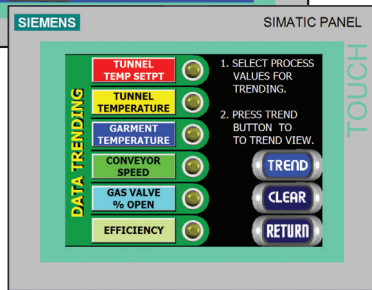 SIEMENS
SIMATIC PANEL
TOUCH
DATA TRENDING
TUNNEL
TEMP SETPT
TUNNEL
TEMPERATURE
GARMENT
TEMPERATURE
CONVEYOR
SPEED
GAS VALVE
% OPEN
EFFICIENCY
1. SELECT PROCESS
VALUES FOR
TRENDING.
2. PRESS TREND
BUTTON TO
TO TREND VIEW.
TREND
CLEAR
RETURN